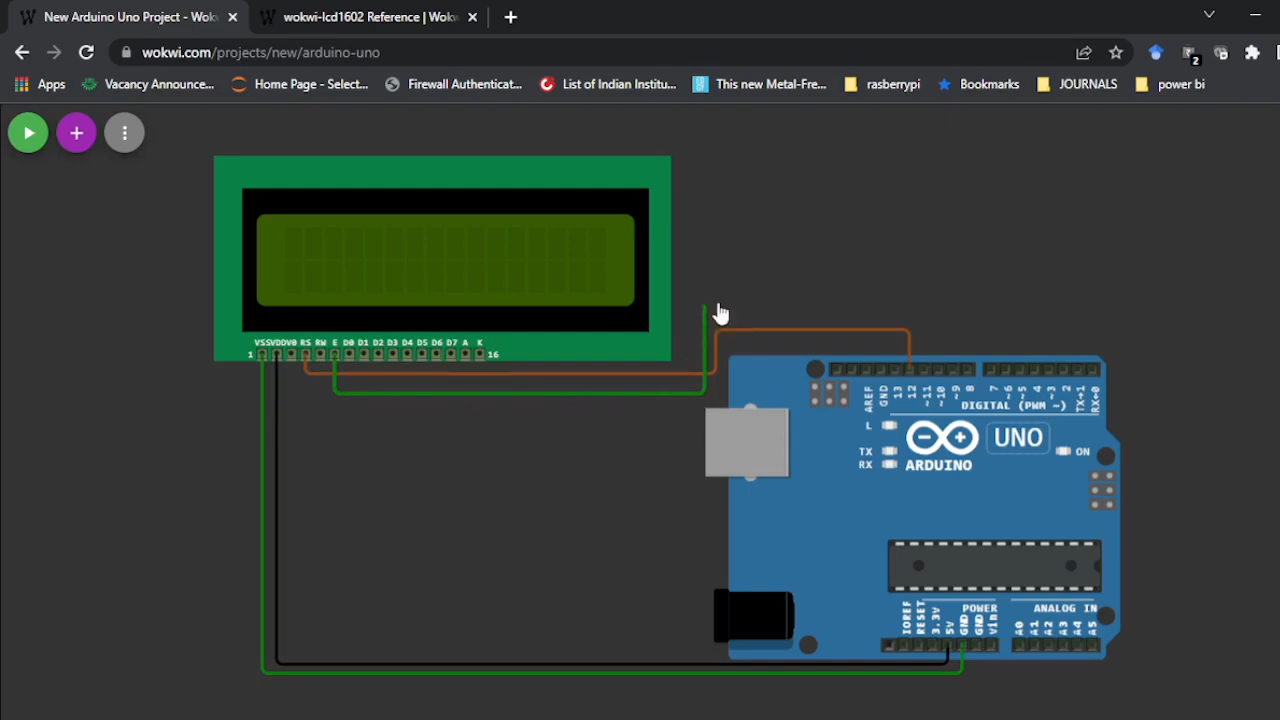 New Arduino Uno Project - Wokw
wokwi-lcd1602 Reference | Wokw
wokwi.com/projects/new/arduino-uno
2
Apps
Vacancy Announce...
Home Page - Select...
Firewall Authenticat...
List of Indian Institu...
This new Metal-Fre...
rasberrypi
Bookmarks
JOURNALS
power bi
VSS VDD V0 RS RW E D0 D1 D2 D3 D4 D5 D6 D7 A K
1
16
AREF GND 13 12 ~11 ~10 ~9 8 7 ~6 ~5 4 ~3 2 TX→1 RX←0
DIGITAL (PWM ~)
L
TX
RX
UNO
ARDUINO
ON
POWER
ANALOG IN
IOREF RESET 3.3V 5V GND GND Vin A0 A1 A2 A3 A4 A5